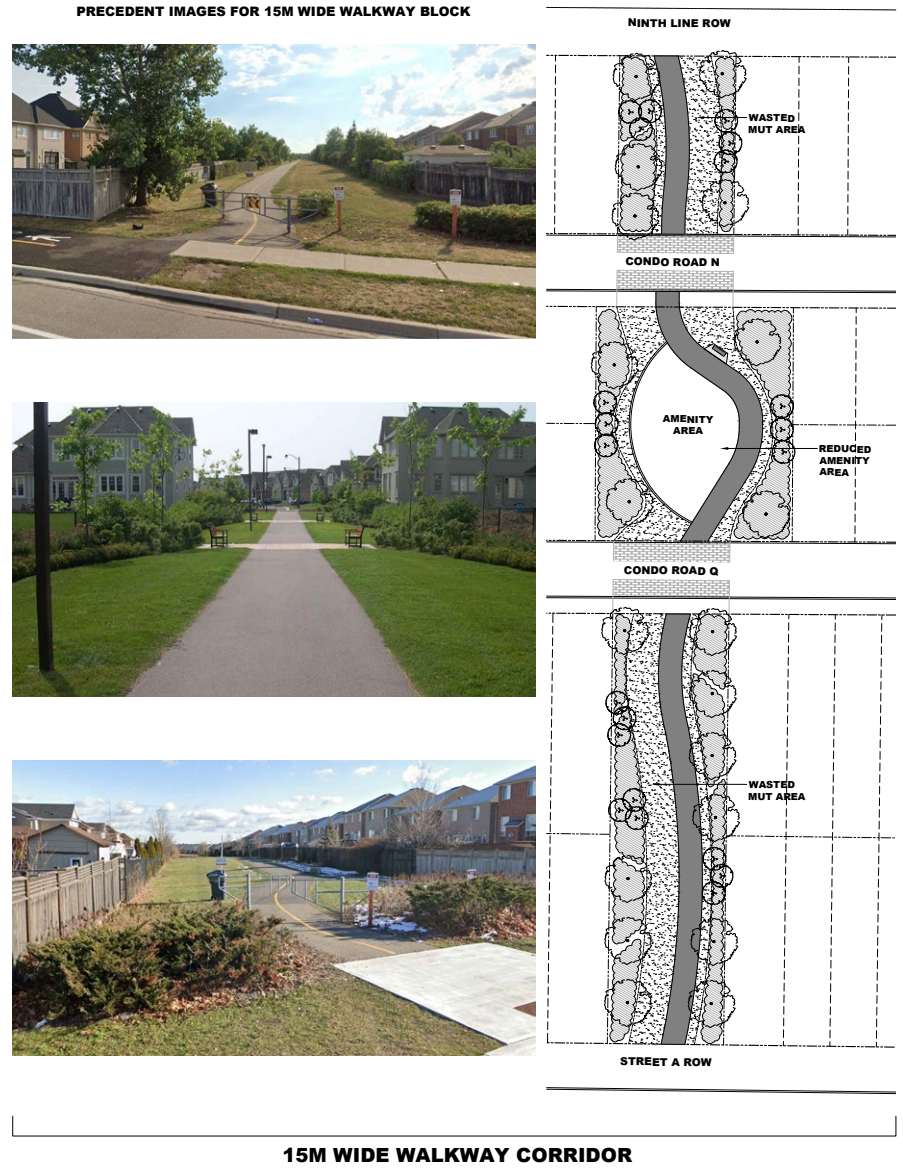 PRECEDENT IMAGES FOR 15M WIDE WALKWAY BLOCK
NINTH LINE ROW
WASTED
MUT AREA
CONDO ROAD N
AMENITY
AREA
REDUCED
AMENITY
AREA
CONDO ROAD Q
WASTED
MUT AREA
STREET A ROW
15M WIDE WALKWAY CORRIDOR